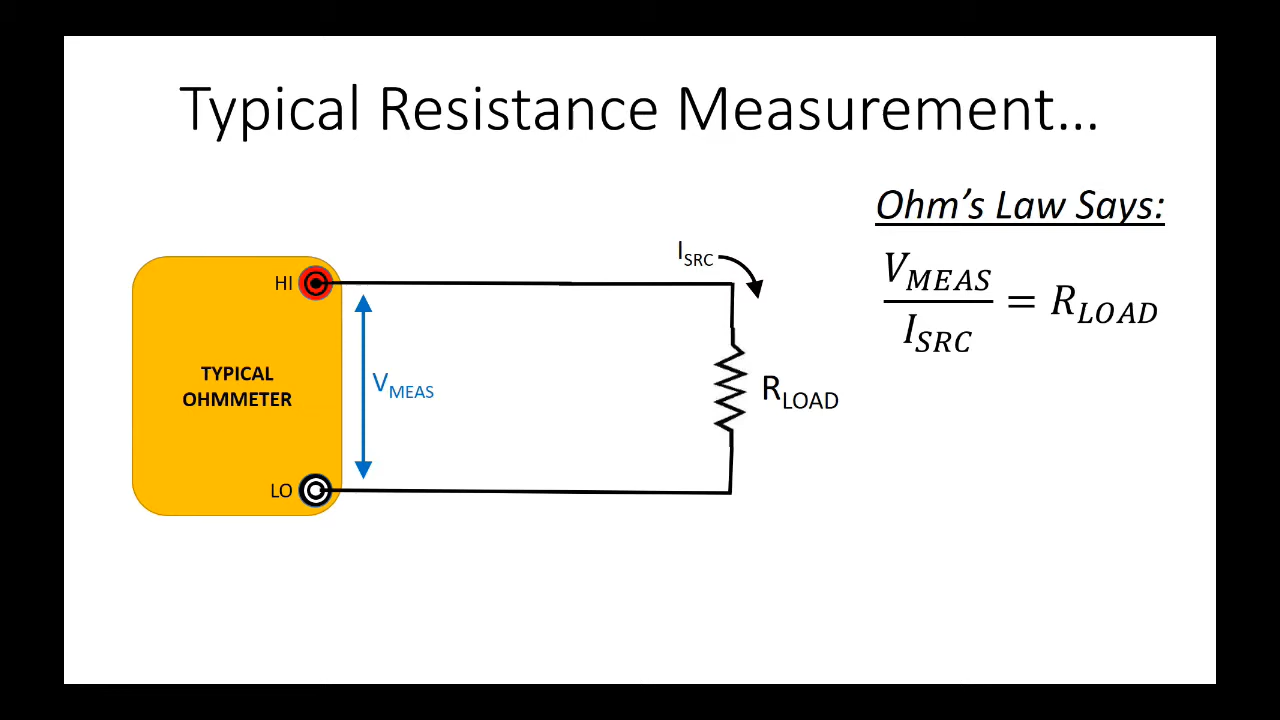 Typical Resistance Measurement...
Ohm's Law Says:
V_MEAS / I_SRC = R_LOAD
I_SRC
HI
TYPICAL
OHMMETER
V_MEAS
R_LOAD
LO